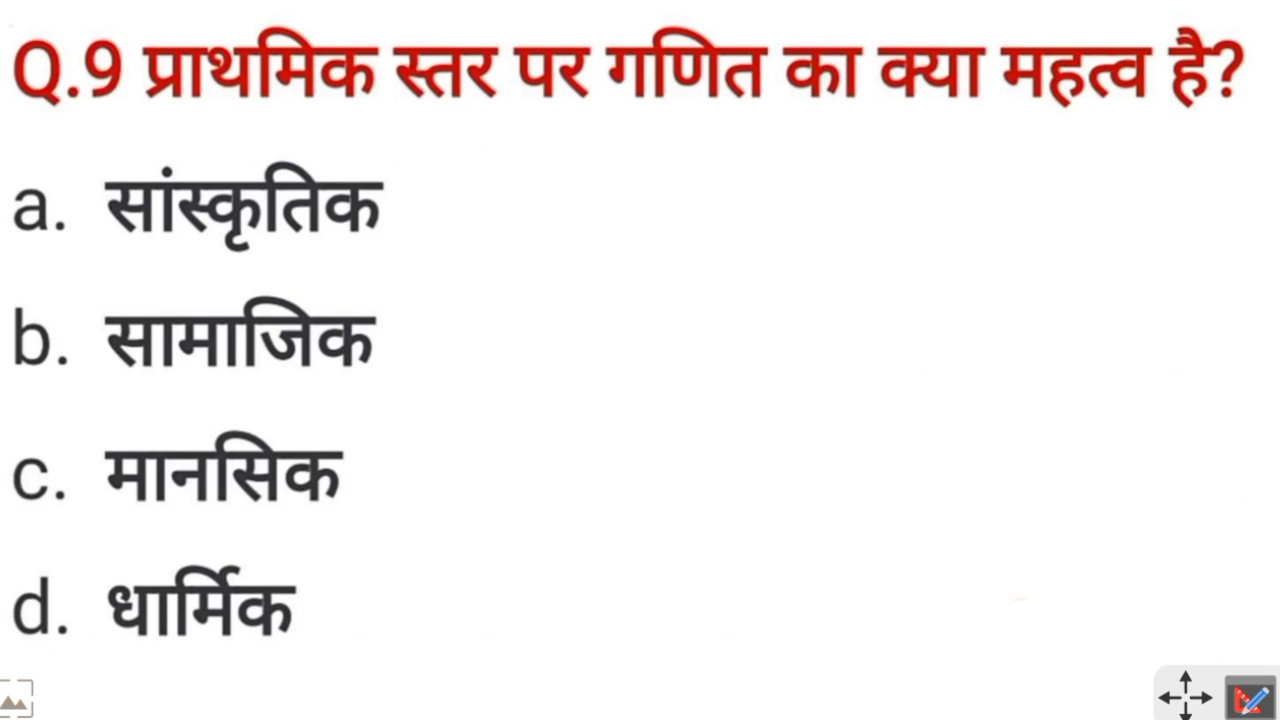 Q.9 प्राथमिक स्तर पर गणित का क्या महत्व है?
a. सांस्कृतिक
b. सामाजिक
c. मानसिक
d. धार्मिक